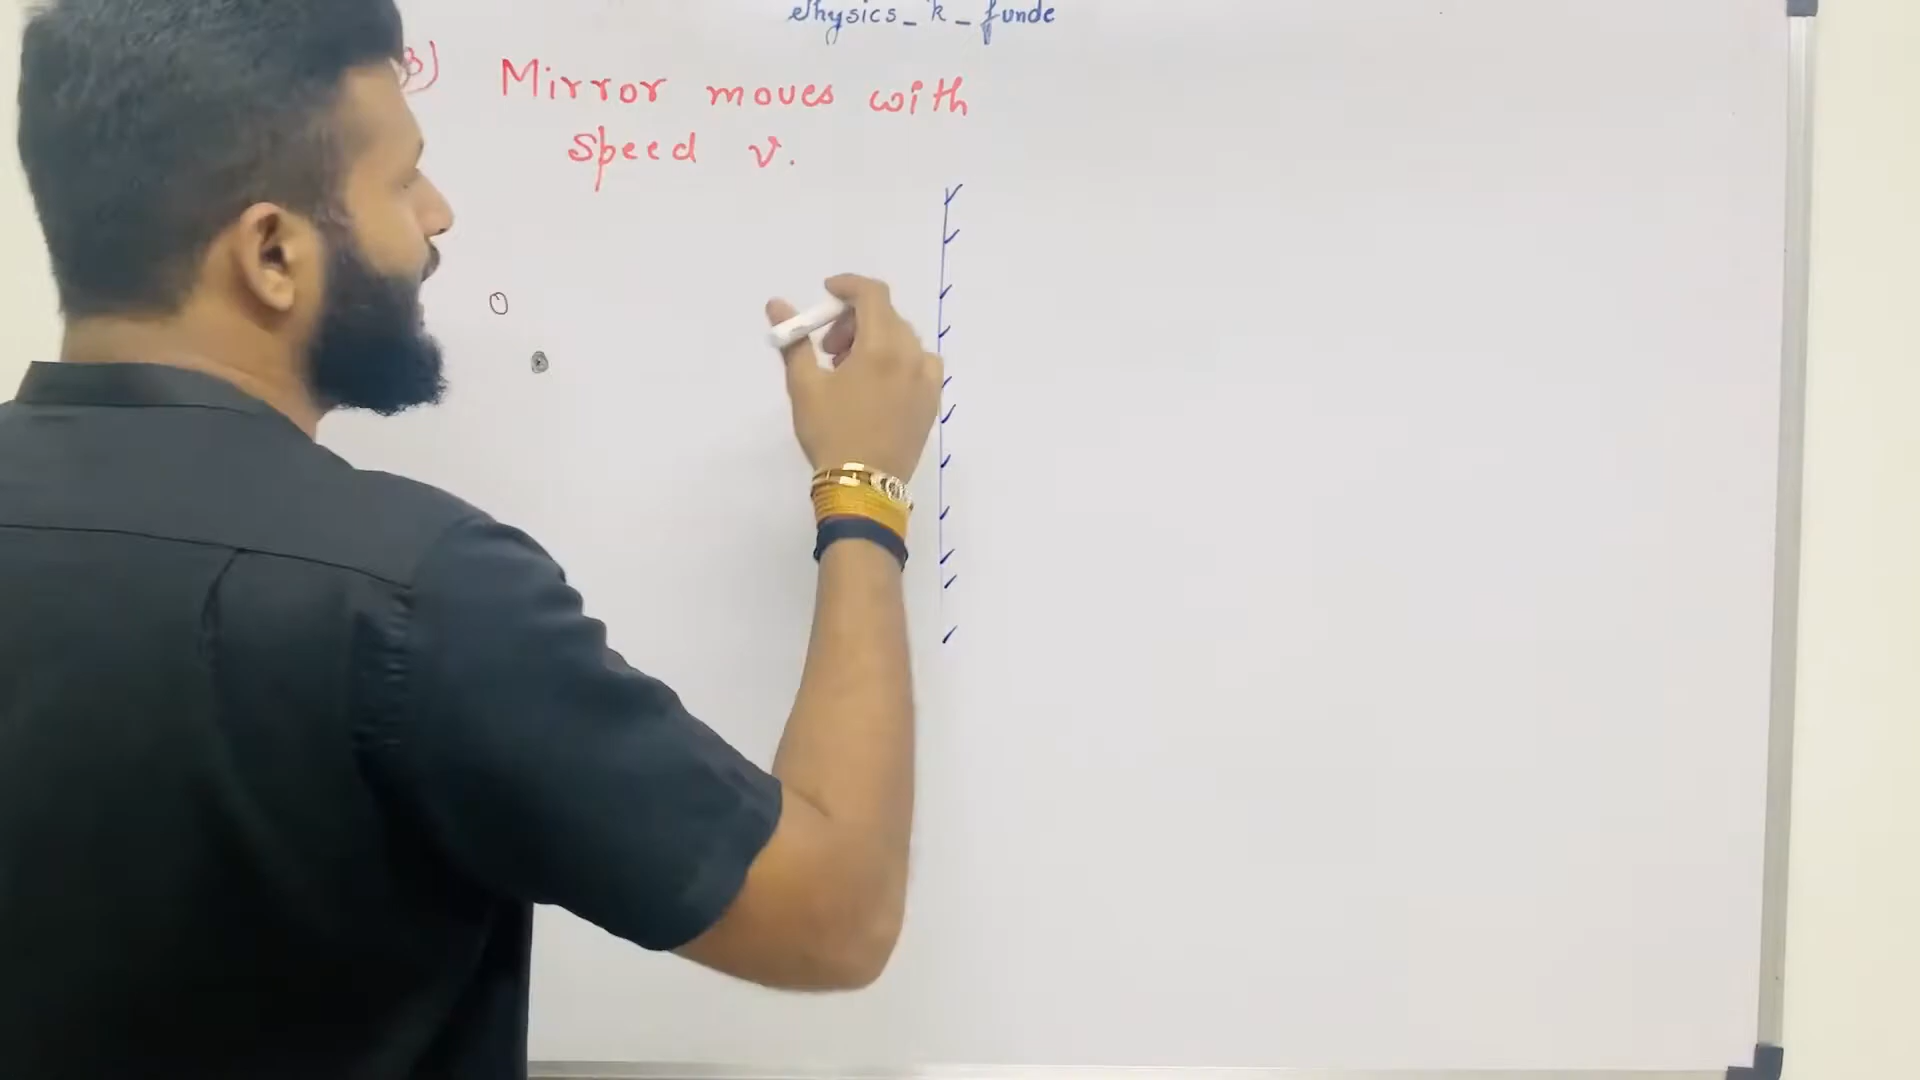 Physics_k_funde
3) Mirror moves with
speed v.
O